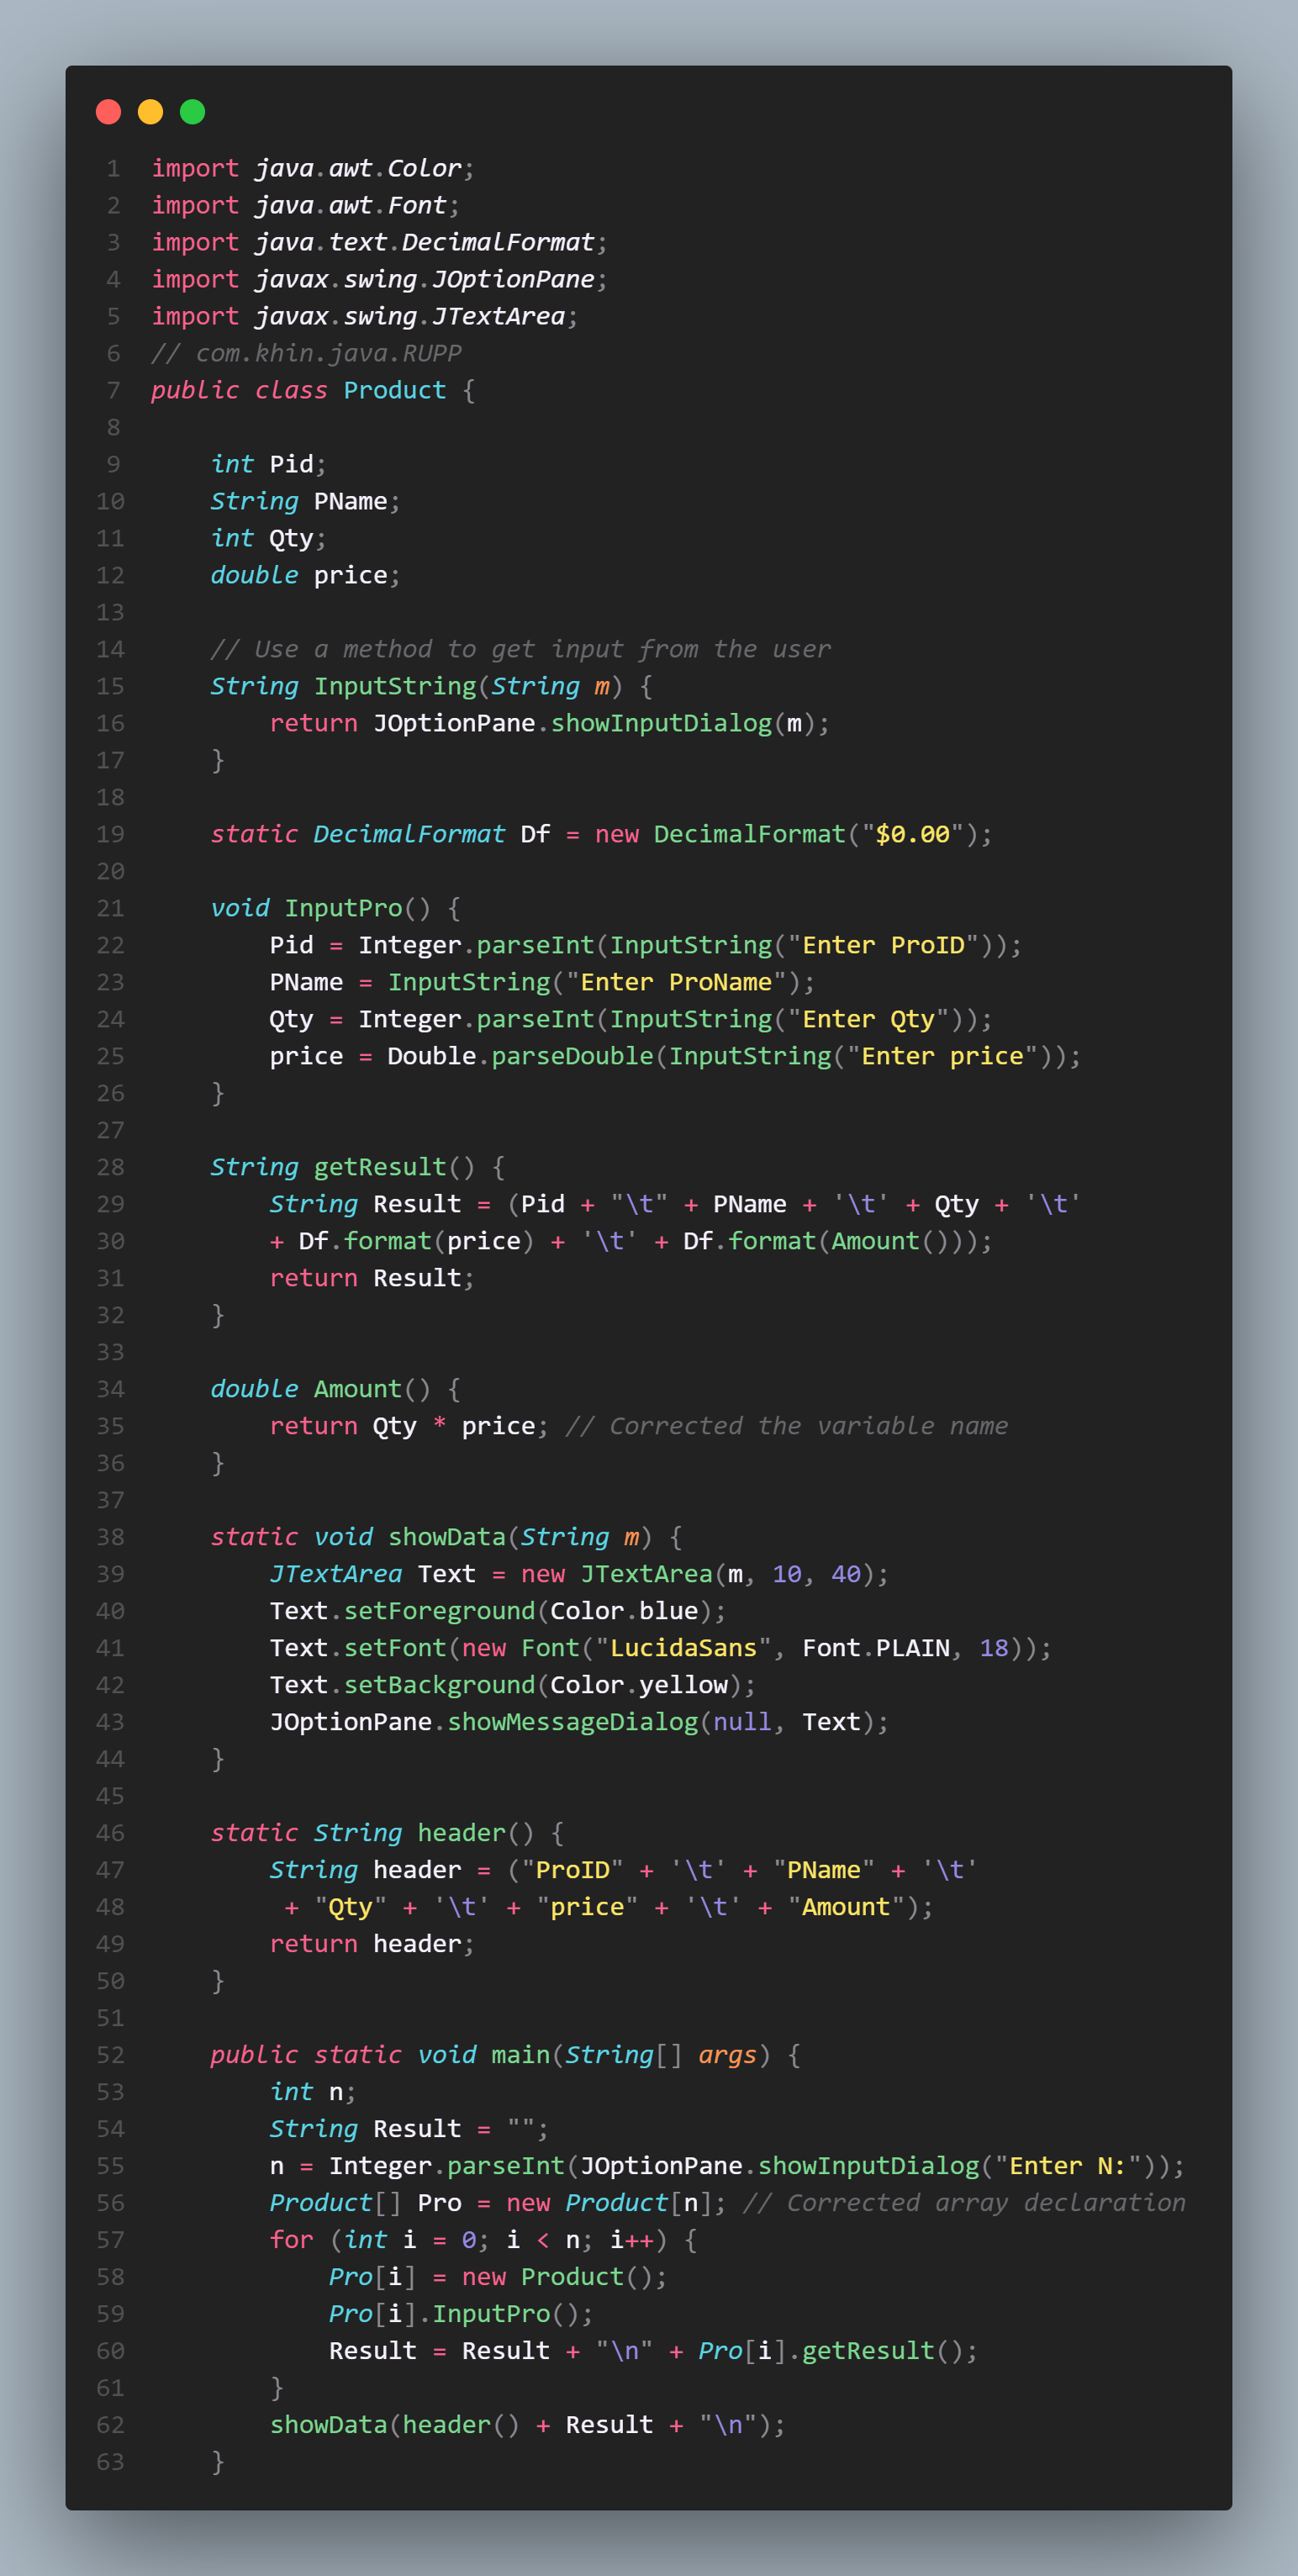 1 import java.awt.Color;
2 import java.awt.Font;
3 import java.text.DecimalFormat;
4 import javax.swing.JOptionPane;
5 import javax.swing.JTextArea;
6 // com.khin.java.RUPP
7 public class Product {
8
9     int Pid;
10     String PName;
11     int Qty;
12     double price;
13
14     // Use a method to get input from the user
15     String InputString(String m) {
16         return JOptionPane.showInputDialog(m);
17     }
18
19     static DecimalFormat Df = new DecimalFormat("$0.00");
20
21     void InputPro() {
22         Pid = Integer.parseInt(InputString("Enter ProID"));
23         PName = InputString("Enter ProName");
24         Qty = Integer.parseInt(InputString("Enter Qty"));
25         price = Double.parseDouble(InputString("Enter price"));
26     }
27
28     String getResult() {
29         String Result = (Pid + "\t" + PName + '\t' + Qty + '\t'
30         + Df.format(price) + '\t' + Df.format(Amount()));
31         return Result;
32     }
33
34     double Amount() {
35         return Qty * price; // Corrected the variable name
36     }
37
38     static void showData(String m) {
39         JTextArea Text = new JTextArea(m, 10, 40);
40         Text.setForeground(Color.blue);
41         Text.setFont(new Font("LucidaSans", Font.PLAIN, 18));
42         Text.setBackground(Color.yellow);
43         JOptionPane.showMessageDialog(null, Text);
44     }
45
46     static String header() {
47         String header = ("ProID" + '\t' + "PName" + '\t'
48          + "Qty" + '\t' + "price" + '\t' + "Amount");
49         return header;
50     }
51
52     public static void main(String[] args) {
53         int n;
54         String Result = "";
55         n = Integer.parseInt(JOptionPane.showInputDialog("Enter N:"));
56         Product[] Pro = new Product[n]; // Corrected array declaration
57         for (int i = 0; i < n; i++) {
58             Pro[i] = new Product();
59             Pro[i].InputPro();
60             Result = Result + "\n" + Pro[i].getResult();
61         }
62         showData(header() + Result + "\n");
63     }